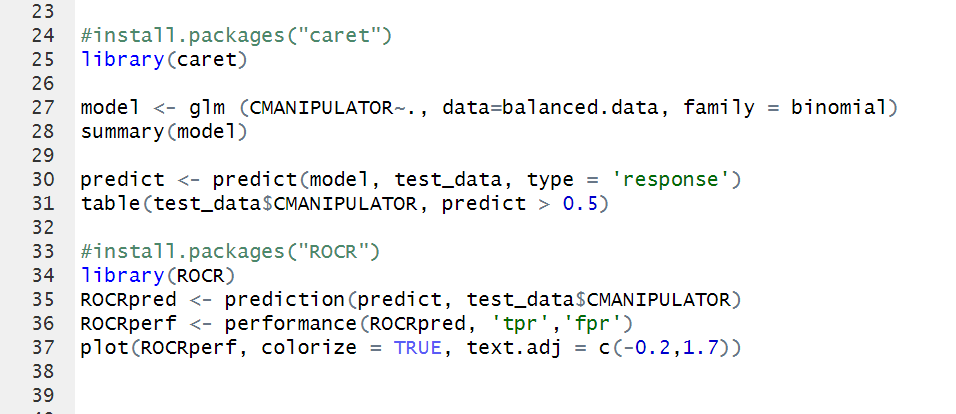 23
24 #install.packages("caret")
25 library(caret)
26
27 model <- glm (CMANIPULATOR~., data=balanced.data, family = binomial)
28 summary(model)
29
30 predict <- predict(model, test_data, type = 'response')
31 table(test_data$CMANIPULATOR, predict > 0.5)
32
33 #install.packages("ROCR")
34 library(ROCR)
35 ROCRpred <- prediction(predict, test_data$CMANIPULATOR)
36 ROCRperf <- performance(ROCRpred, 'tpr','fpr')
37 plot(ROCRperf, colorize = TRUE, text.adj = c(-0.2,1.7))
38
39